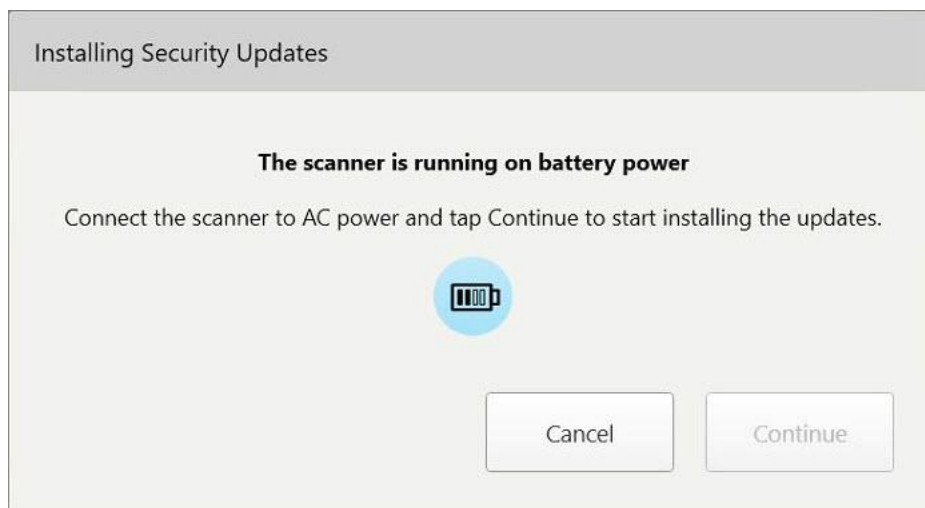 Installing Security Updates
The scanner is running on battery power
Connect the scanner to AC power and tap Continue to start installing the updates.
Cancel
Continue